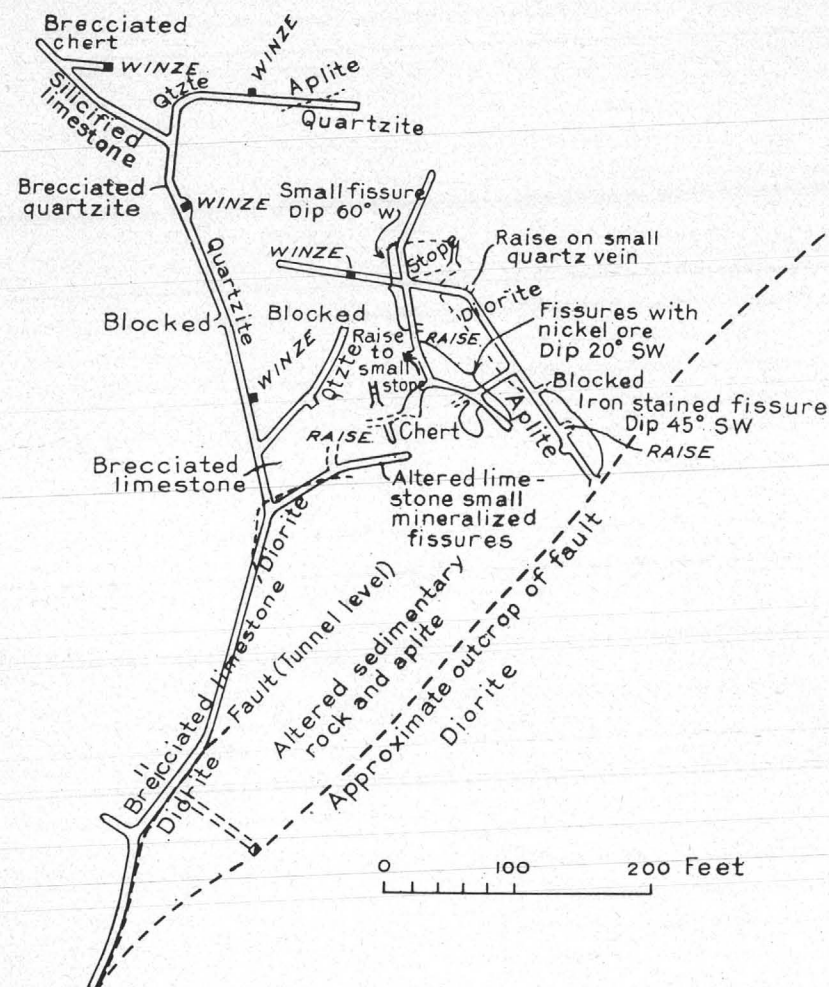 Brecciated
chert
WINZE
WINZE
Qtzte
Aplite
Quartzite
Sillicified
limestone
Brecciated
quartzite
WINZE
Small fissure
Dip 60° W
WINZE
Stope
Raise on small
quartz vein
Quartzite
Diorite
Blocked
Blocked
Fissures with
nickel ore
Dip 20° SW
RAISE
Raise
to
small
stope
Qtzte
WINZE
Blocked
Iron stained fissure
Dip 45° SW
RAISE
Aplite
Chert
RAISE
Brecciated
limestone
Altered lime-
stone small
mineralized
fissures
Diorite
Brecciated limestone
Fault (Tunnel level)
Altered sedimentary
rock and aplite
Approximate outcrop of fault
Diorite
Diorite
0 100 200 Feet